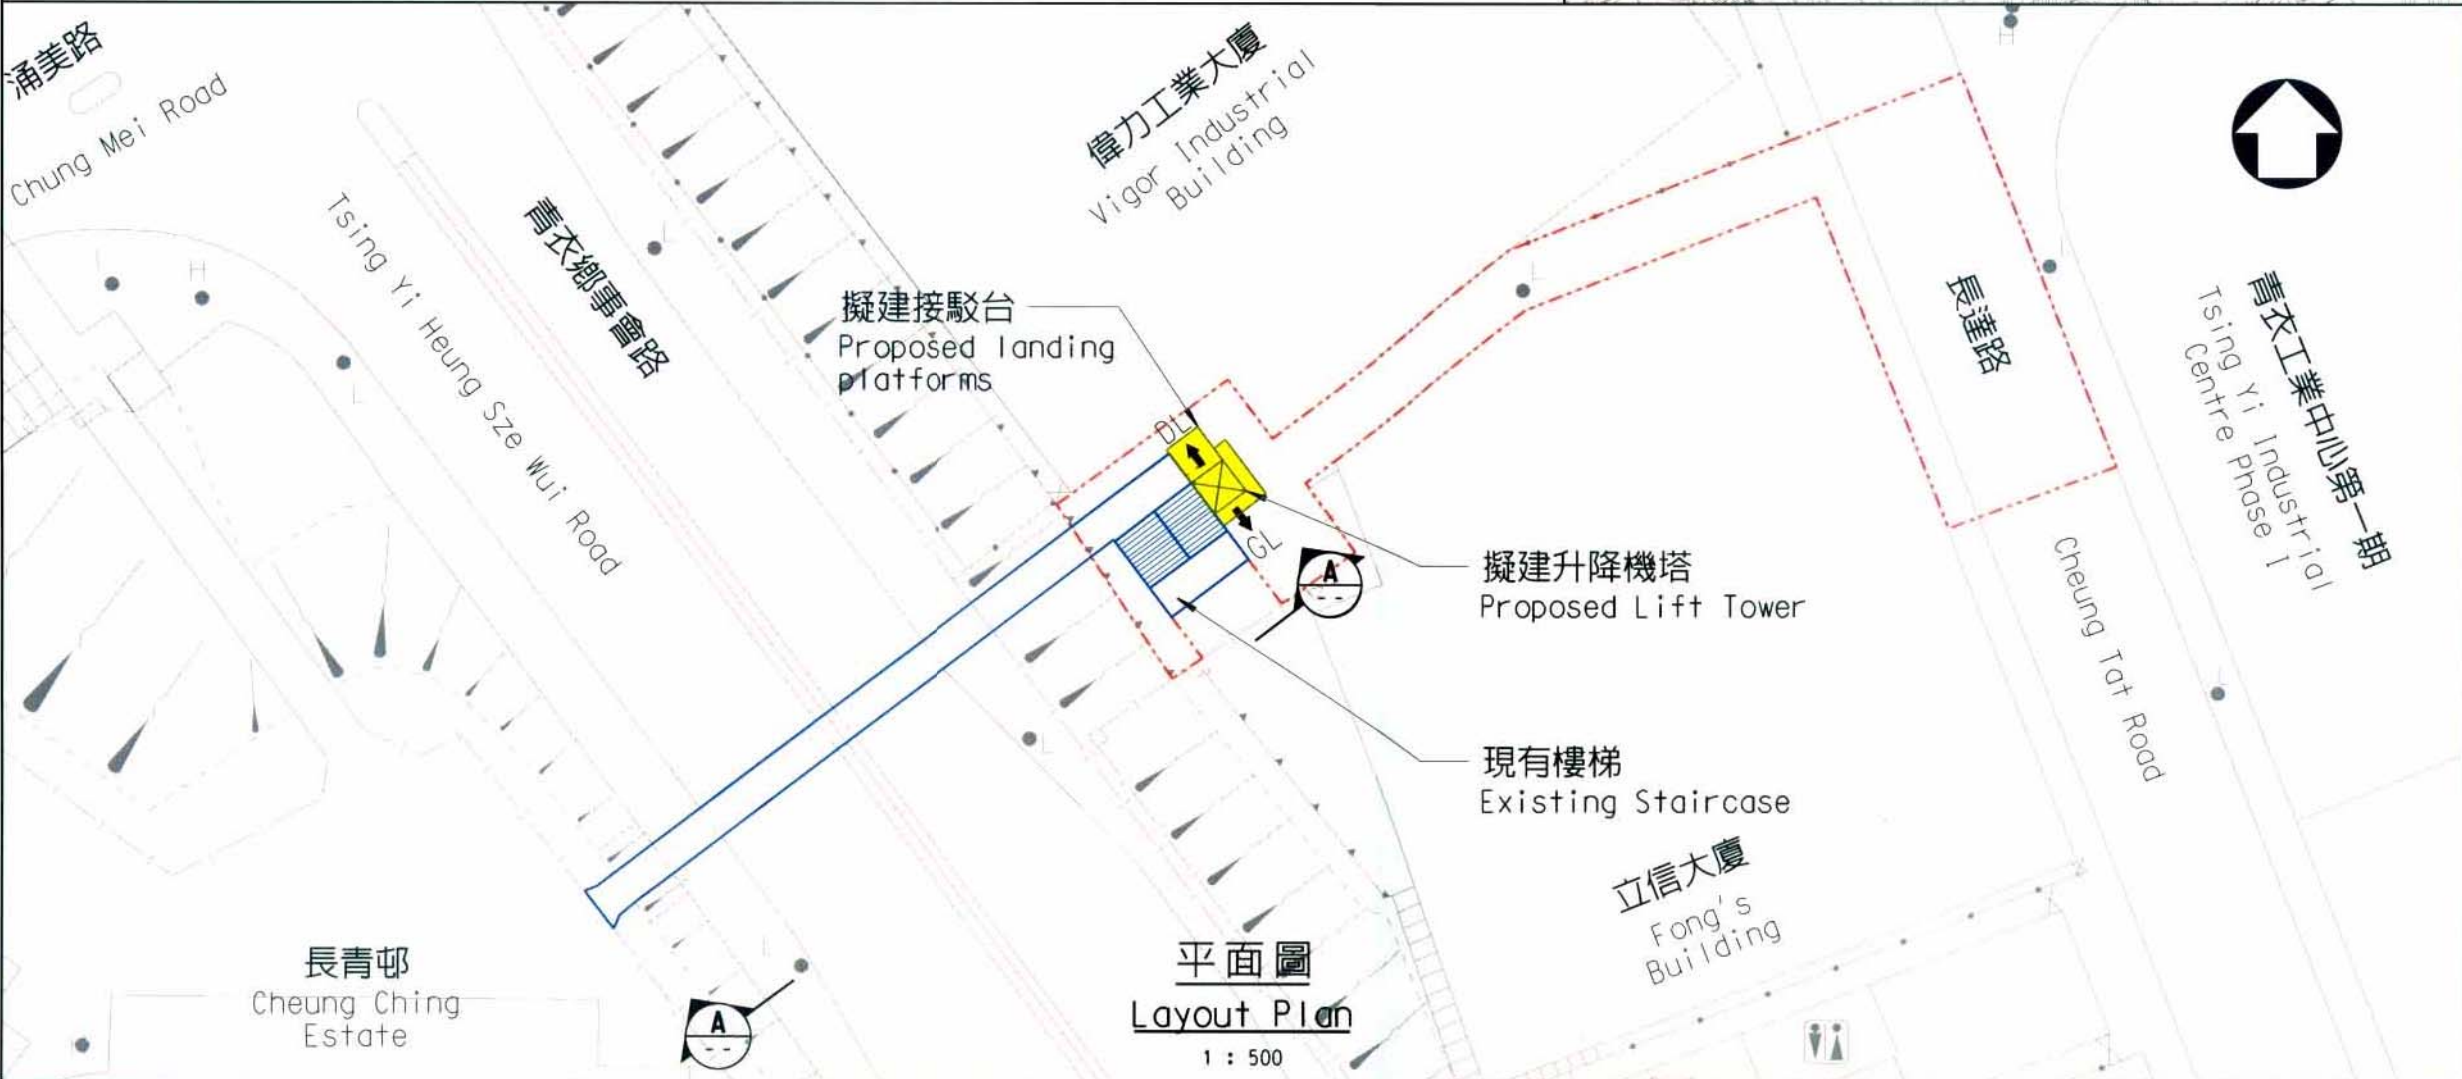 涌美路
Chung Mei Road
偉力工業大廈
Vigor Industrial
Building
H
青衣鄉事會路
Tsing Yi Heung Sze Wui Road
L
H
L
L
擬建接駁台
Proposed landing
platforms
DL
GL
L
長達路
Cheung Tat Road
L
青衣工業中心第一期
Tsing Yi Industrial
Centre Phase 1
A
--
擬建升降機塔
Proposed Lift Tower
現有樓梯
Existing Staircase
L
L
立信大廈
Fong's
Building
長青邨
Cheung Ching
Estate
L
A
--
平面圖
Layout Plan
1 : 500